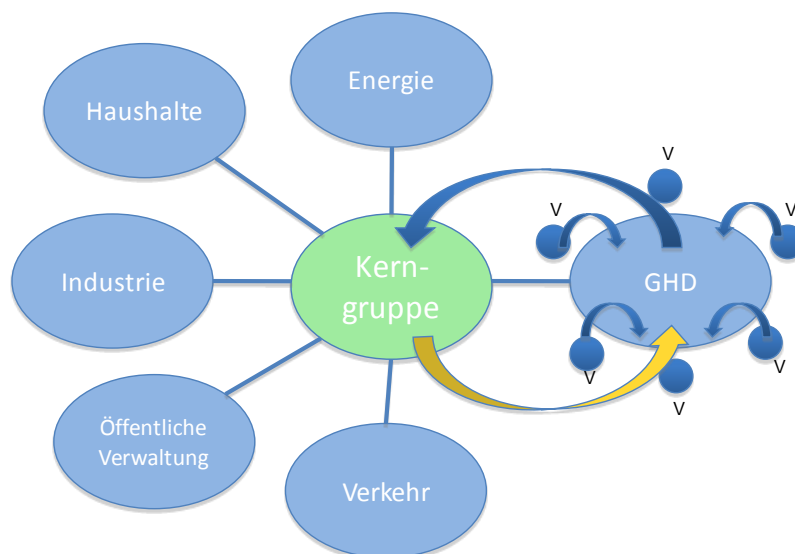 Energie
Haushalte
V
V
V
Kern-
gruppe
Industrie
GHD
V
V
V
Öffentliche
Verwaltung
Verkehr